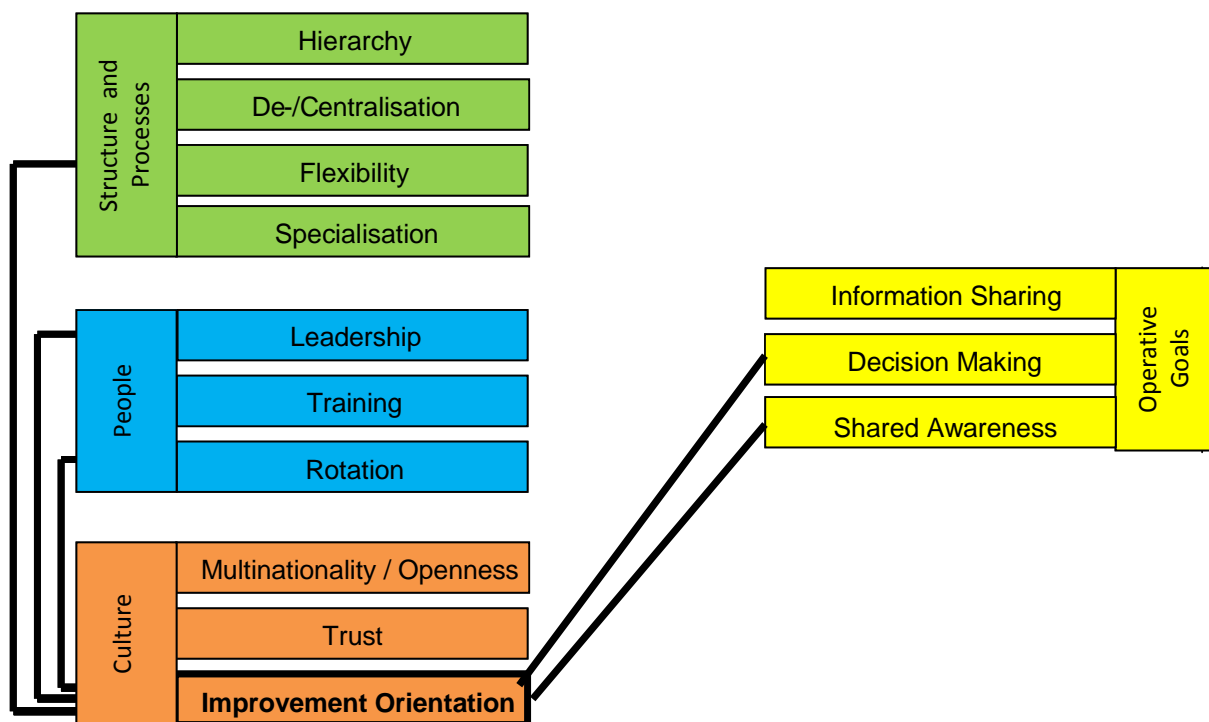 Structure and
Processes
Hierarchy
De-/Centralisation
Flexibility
Specialisation
People
Leadership
Training
Rotation
Culture
Multinationality / Openness
Trust
Improvement Orientation
Information Sharing
Decision Making
Shared Awareness
Operative
Goals